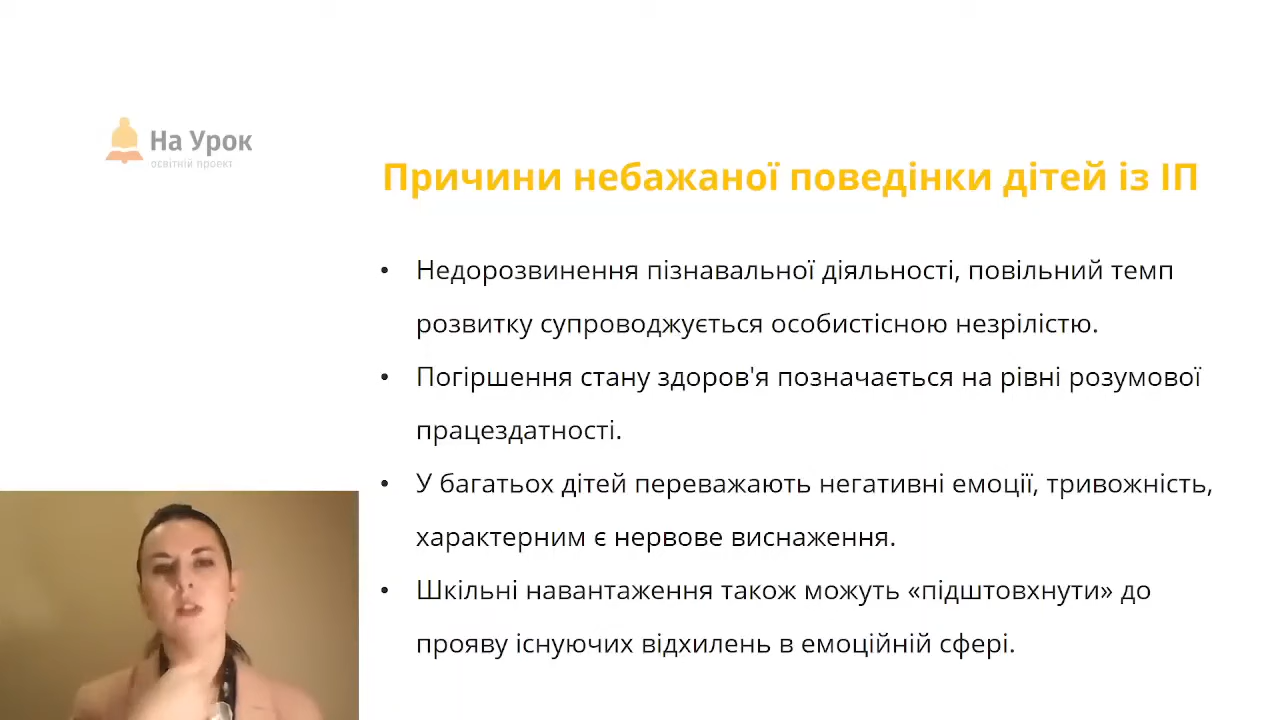 На Урок
освітній проект
Причини небажаної поведінки дітей із ІП
• Недорозвинення пізнавальної діяльності, повільний темп
розвитку супроводжується особистісною незрілістю.
• Погіршення стану здоров'я позначається на рівні розумової
працездатності.
• У багатьох дітей переважають негативні емоції, тривожність,
характерним є нервове виснаження.
• Шкільні навантаження також можуть «підштовхнути» до
прояву існуючих відхилень в емоційній сфері.